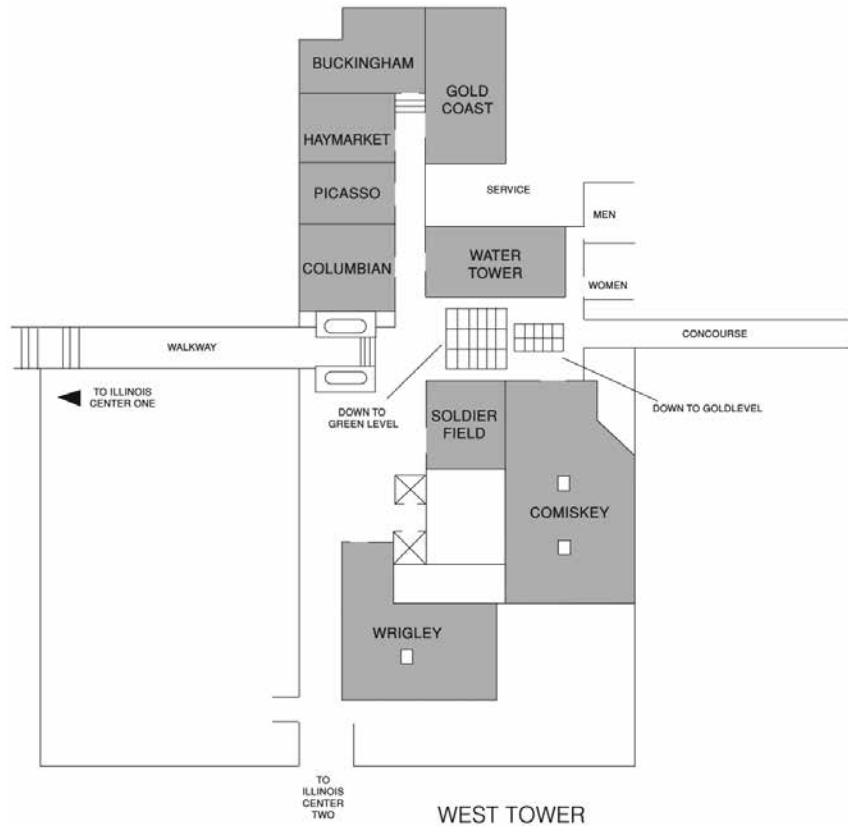 BUCKINGHAM
GOLD
COAST
HAYMARKET
PICASSO
SERVICE
MEN
COLUMBIAN
WATER
TOWER
WOMEN
WALKWAY
CONCOURSE
TO ILLINOIS
CENTER ONE
DOWN TO
GREEN LEVEL
SOLDIER
FIELD
DOWN TO GOLDLEVEL
COMISKEY
WRIGLEY
TO
ILLINOIS
CENTER
TWO
WEST TOWER